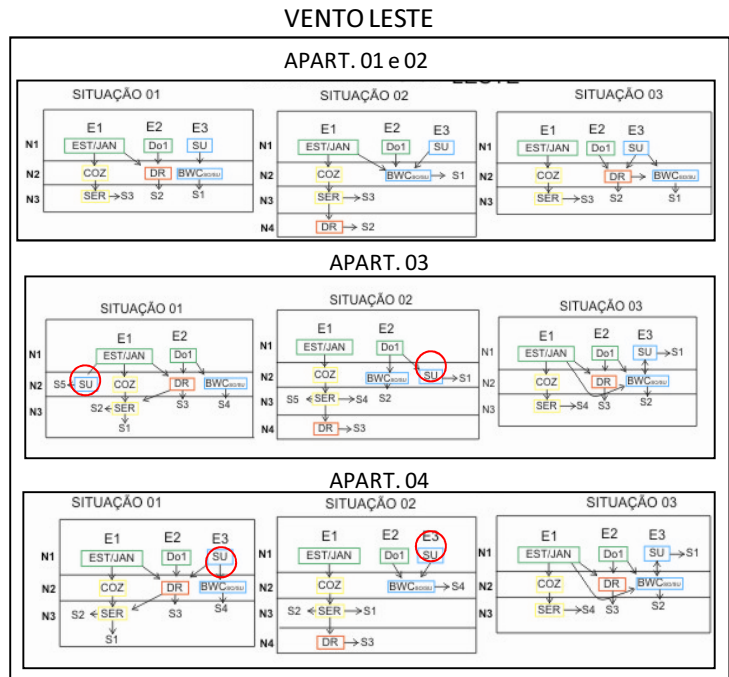 VENTO LESTE
APART. 01 e 02
SITUAÇÃO 01
E1 E2 E3
N1 EST/JAN Do1 SU
N2 COZ DR BWC
N3 SER S3 S2 S1
SITUAÇÃO 02
E1 E2 E3
N1 EST/JAN Do1 SU
N2 COZ BWC S1
N3 SER S3
N4 DR S2
SITUAÇÃO 03
E1 E2 E3
N1 EST/JAN Do1 SU
N2 COZ DR BWC
N3 SER S3 S2 S1
APART. 03
SITUAÇÃO 01
E1 E2
N1 EST/JAN Do1
N2 S5 SU COZ DR BWC
N3 S2 SER S3 S4
S1
SITUAÇÃO 02
E1 E2
N1 EST/JAN Do1
N2 COZ BWC SU S1
N3 S5 SER S4 S2
N4 DR S3
SITUAÇÃO 03
E1 E2 E3
N1 EST/JAN Do1 SU S1
N2 COZ DR BWC
N3 SER S4 S3 S2
APART. 04
SITUAÇÃO 01
E1 E2 E3
N1 EST/JAN Do1 SU
N2 COZ DR BWC
N3 S2 SER S3 S4
S1
SITUAÇÃO 02
E1 E2 E3
N1 EST/JAN Do1 SU
N2 COZ BWC S4
N3 S2 SER S1
N4 DR S3
SITUAÇÃO 03
E1 E2 E3
N1 EST/JAN Do1 SU S1
N2 COZ DR BWC
N3 SER S4 S3 S2